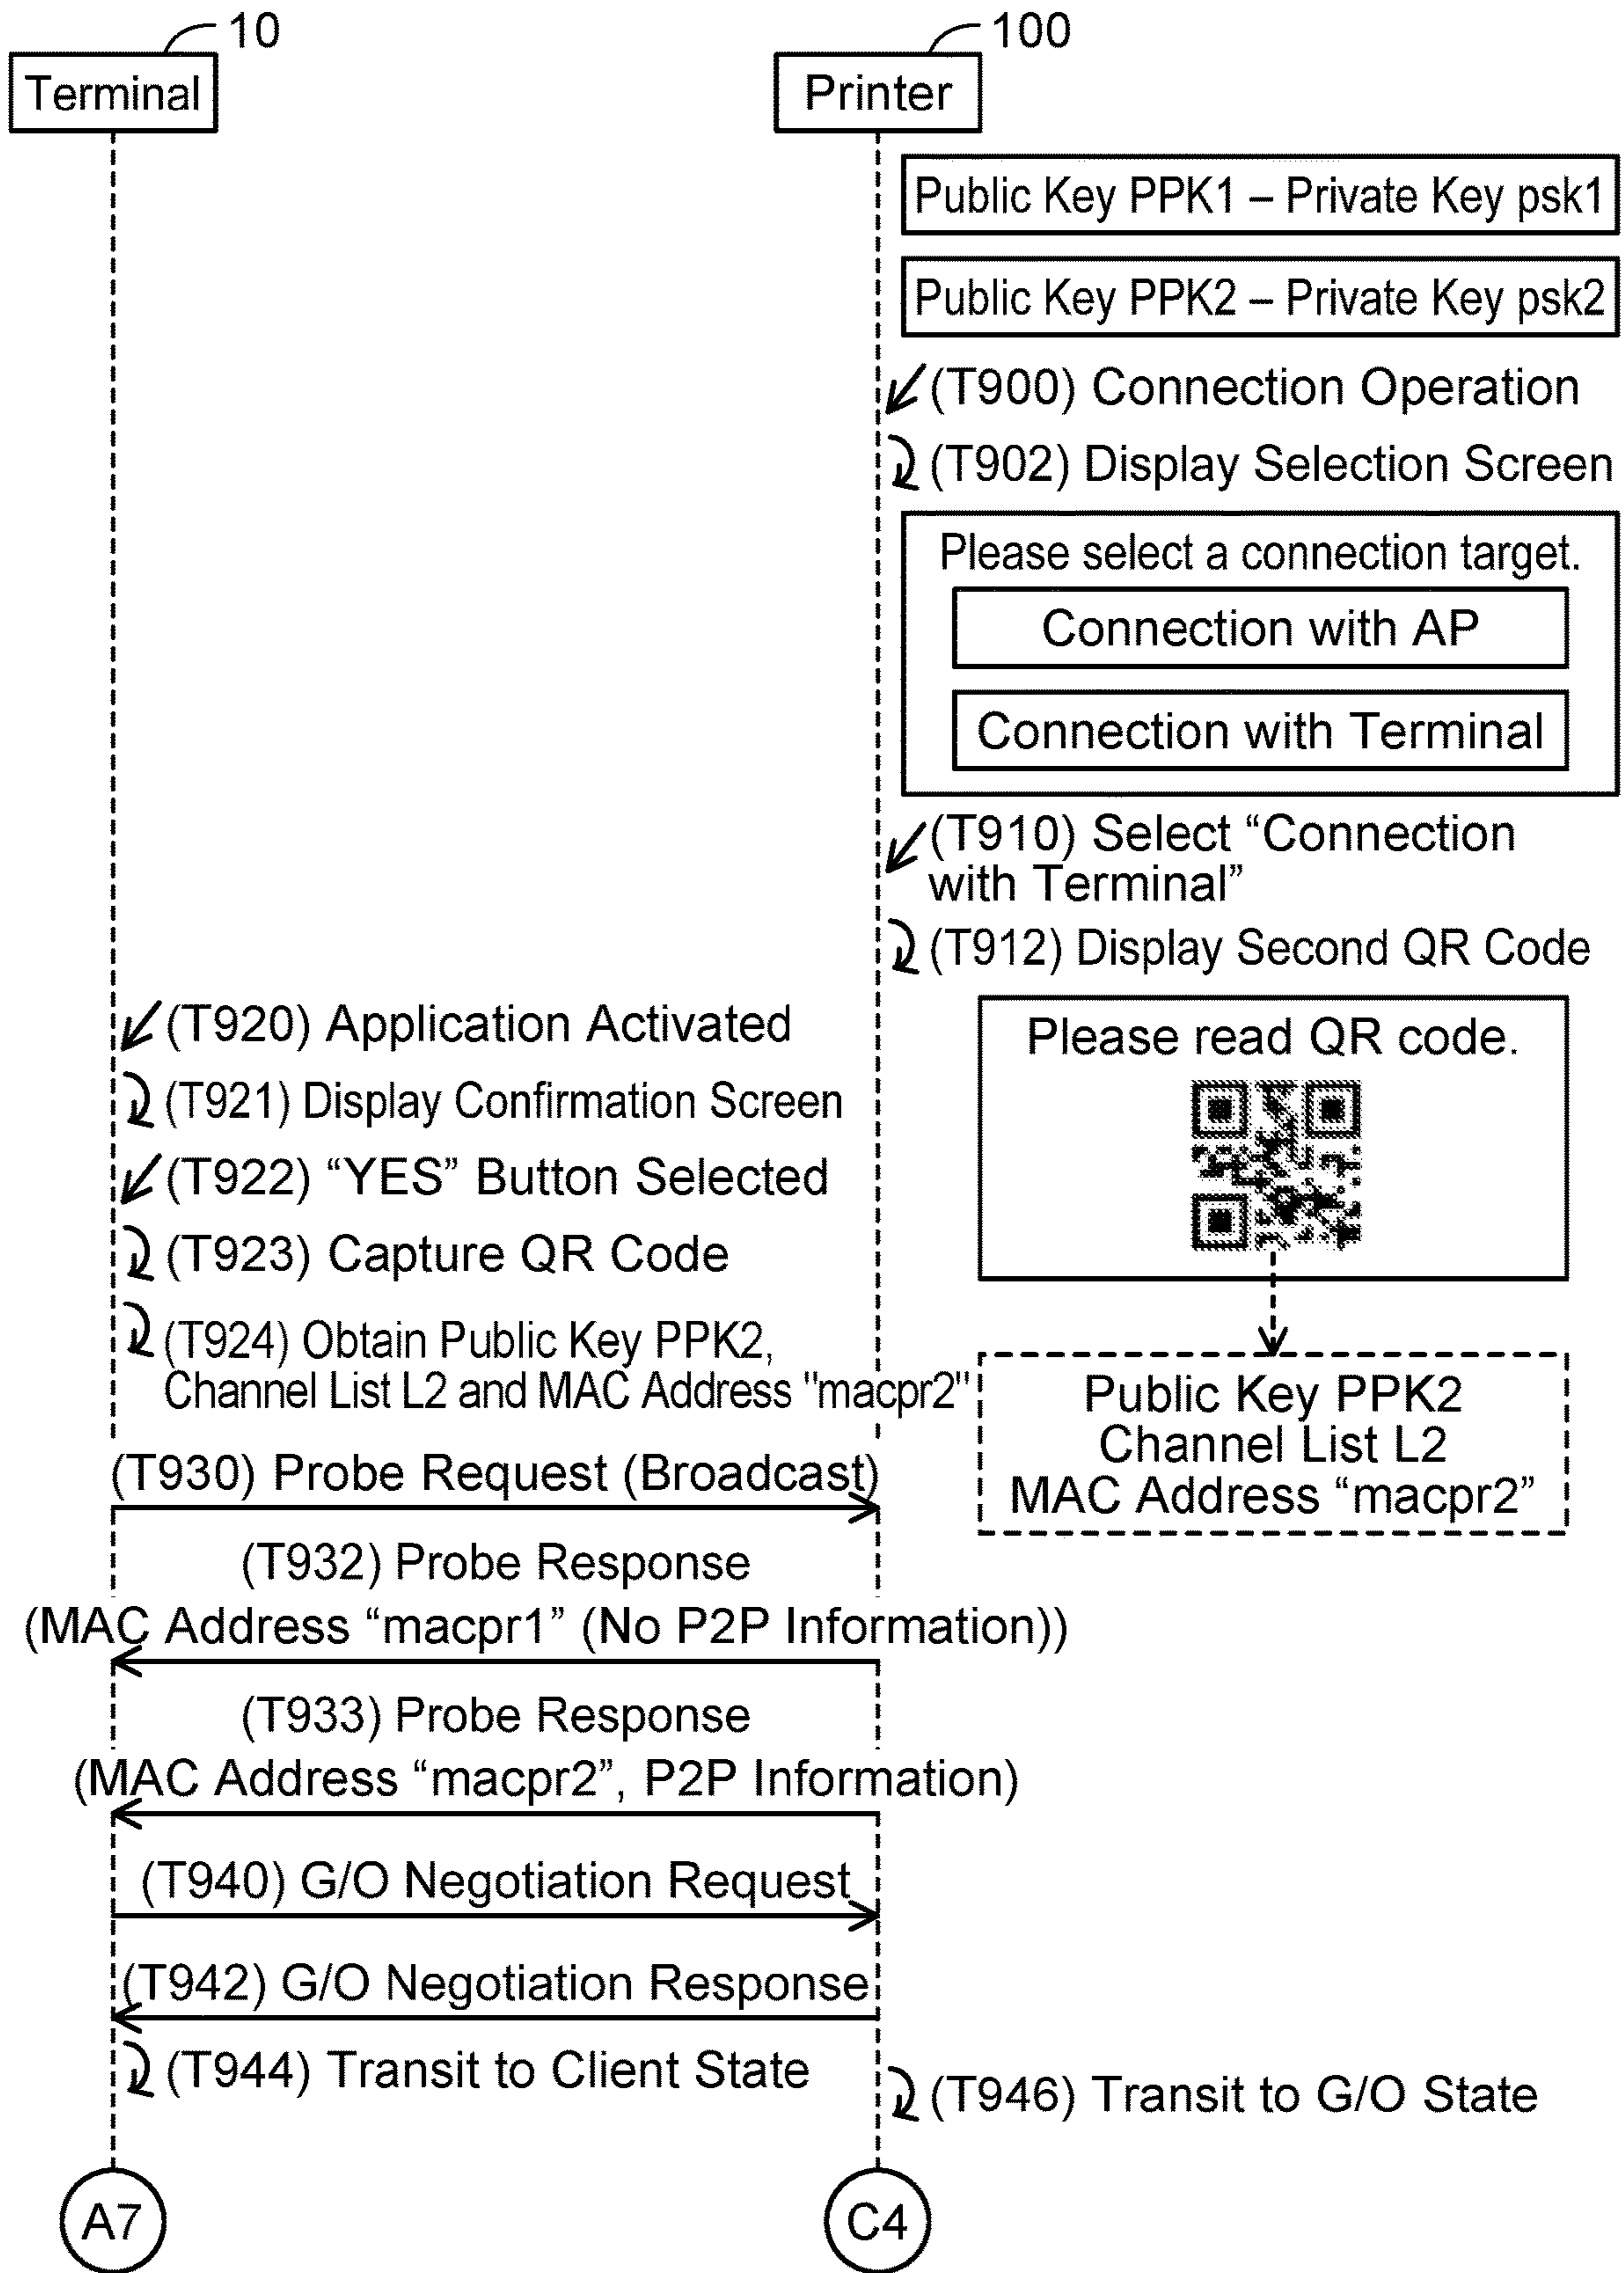 10
100
Terminal
Printer
Public Key PPK1 – Private Key psk1
Public Key PPK2 – Private Key psk2
(T900) Connection Operation
(T902) Display Selection Screen
Please select a connection target.
Connection with AP
Connection with Terminal
(T910) Select “Connection
with Terminal”
(T912) Display Second QR Code
Please read QR code.
(T920) Application Activated
(T921) Display Confirmation Screen
(T922) “YES” Button Selected
(T923) Capture QR Code
(T924) Obtain Public Key PPK2,
Channel List L2 and MAC Address "macpr2"
Public Key PPK2
Channel List L2
MAC Address “macpr2”
(T930) Probe Request (Broadcast)
(T932) Probe Response
(MAC Address “macpr1” (No P2P Information))
(T933) Probe Response
(MAC Address “macpr2”, P2P Information)
(T940) G/O Negotiation Request
(T942) G/O Negotiation Response
(T944) Transit to Client State
(T946) Transit to G/O State
A7
C4